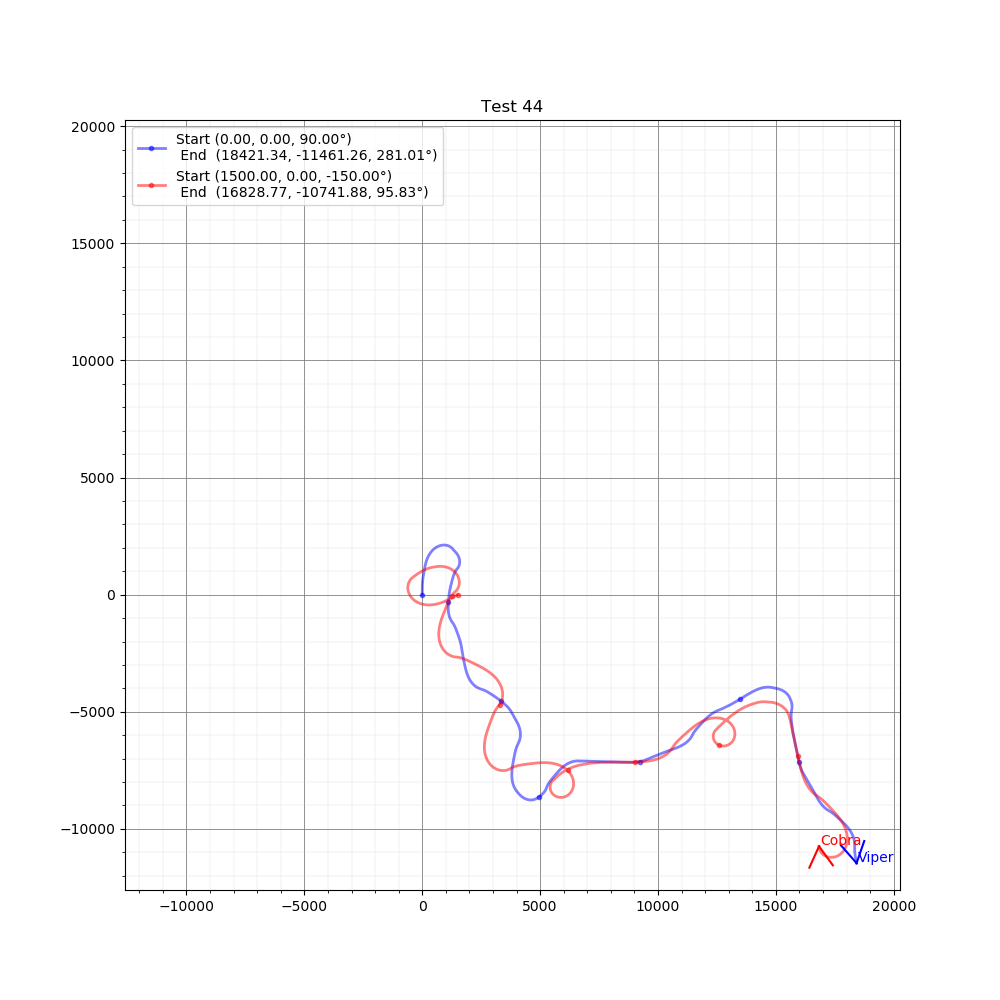 Test 44
20000
15000
10000
5000
0
−5000
−10000
Start (0.00, 0.00, 90.00°)
End (18421.34, -11461.26, 281.01°)
Start (1500.00, 0.00, -150.00°)
End (16828.77, -10741.88, 95.83°)
Cobra
Viper
−10000 −5000 0 5000 10000 15000 20000